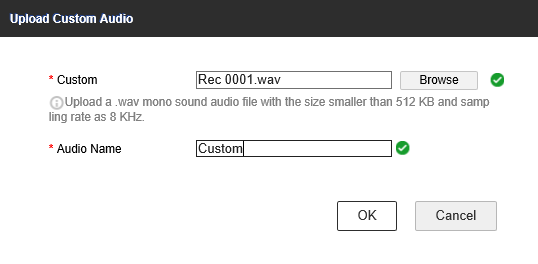 Upload Custom Audio
* Custom Rec 0001.wav Browse
Upload a .wav mono sound audio file with the size smaller than 512 KB and samp
ling rate as 8 KHz.
* Audio Name Custom
OK Cancel